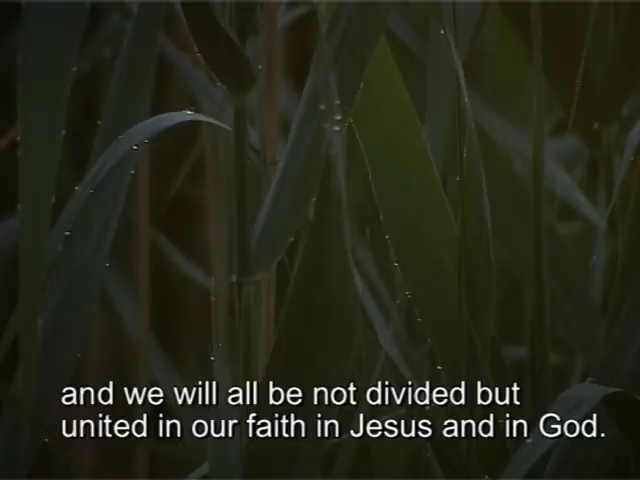 and we will all be not divided but
united in our faith in Jesus and in God.